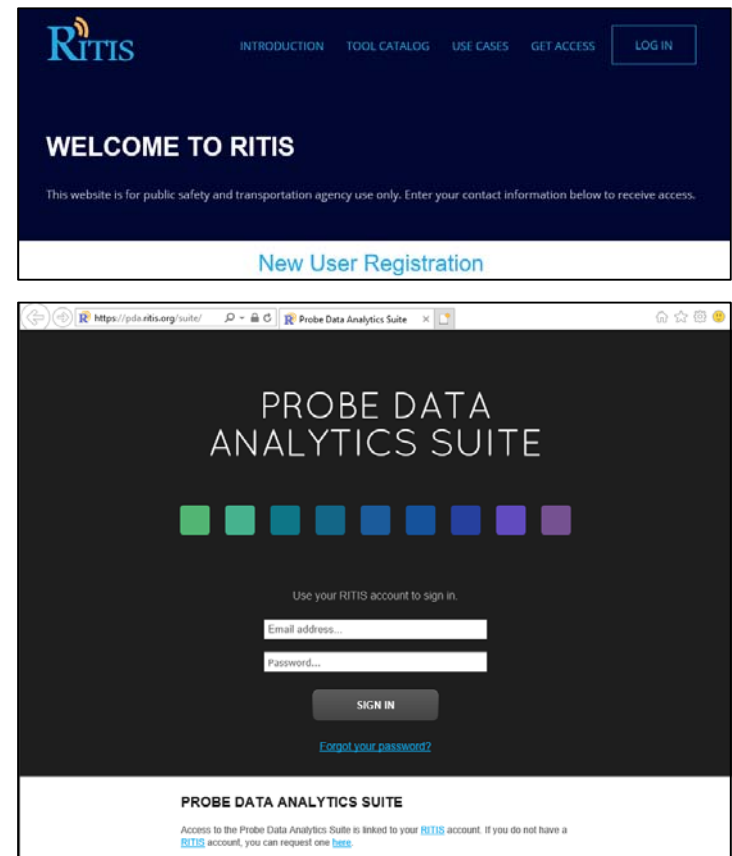 RITIS
INTRODUCTION TOOL CATALOG USE CASES GET ACCESS LOG IN
WELCOME TO RITIS
This website is for public safety and transportation agency use only. Enter your contact information below to receive access.
New User Registration
https://pda.ritis.org/suite/ Probe Data Analytics Suite
PROBE DATA
ANALYTICS SUITE
Use your RITIS account to sign in.
Email address...
Password...
SIGN IN
Forgot your password?
PROBE DATA ANALYTICS SUITE
Access to the Probe Data Analytics Suite is linked to your RITIS account. If you do not have a
RITIS account, you can request one here.